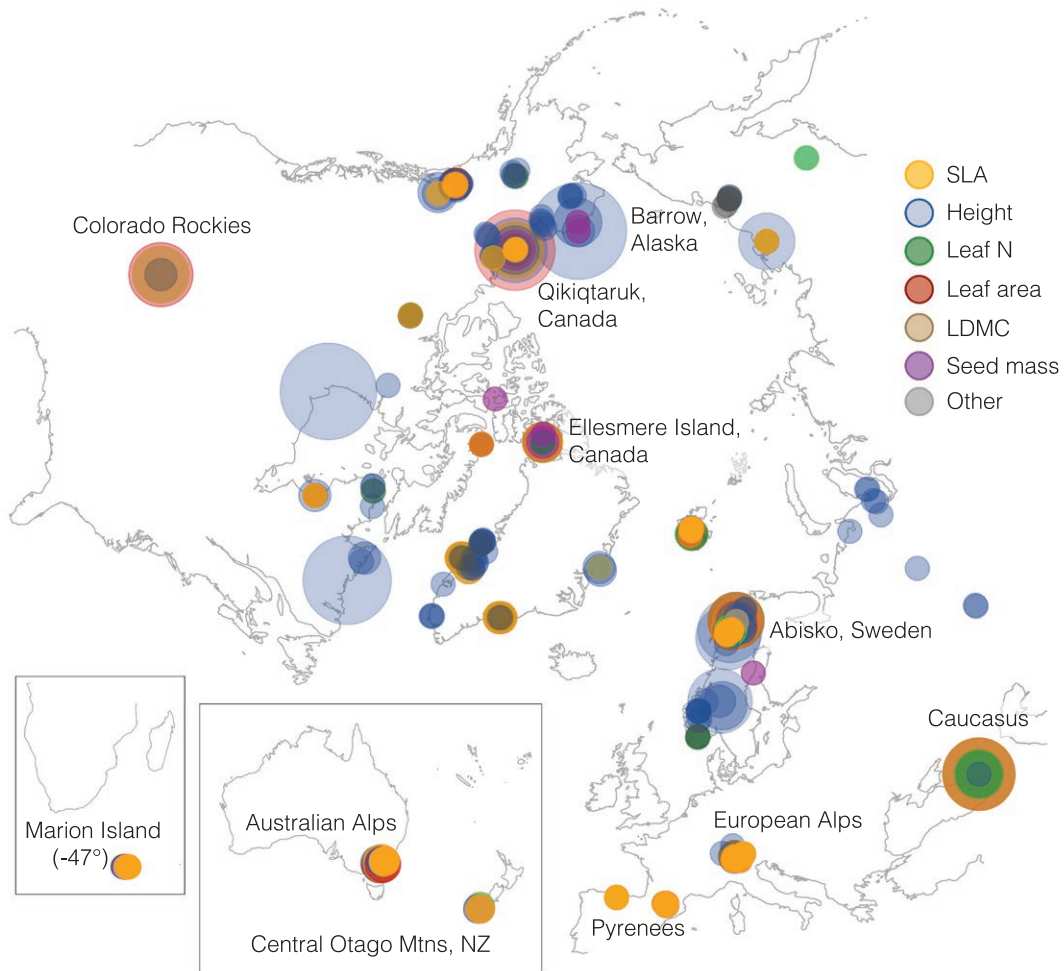 SLA
Height
Leaf N
Leaf area
LDMC
Seed mass
Other
Colorado Rockies
Barrow,
Alaska
Qikiqtaruk,
Canada
Ellesmere Island,
Canada
Abisko, Sweden
Caucasus
European Alps
Pyrenees
Marion Island
(-47°)
Australian Alps
Central Otago Mtns, NZ